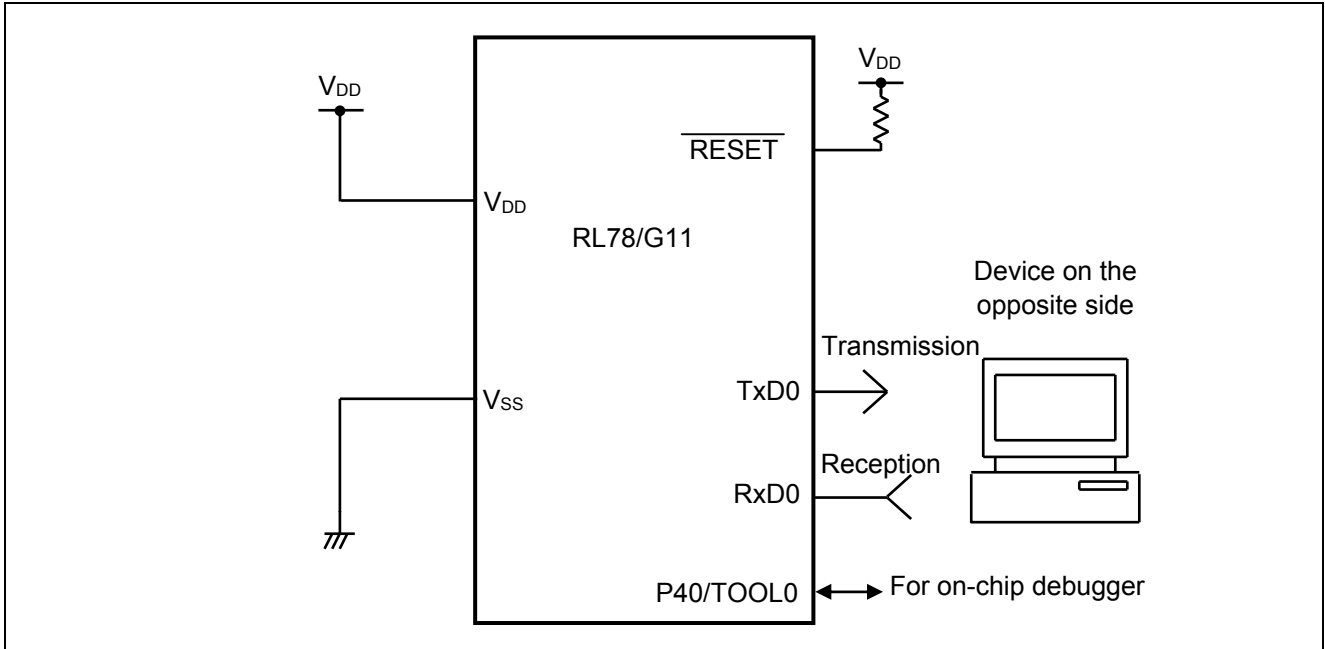 VDD
VDD
RESET
VDD
RL78/G11
Device on the
opposite side
Transmission
TxD0
VSS
Reception
RxD0
P40/TOOL0
For on-chip debugger